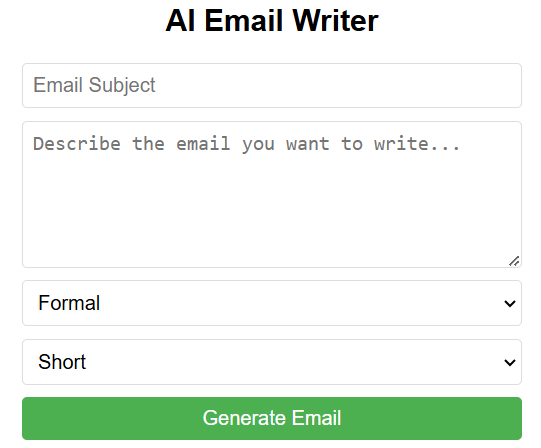 AI Email Writer
Email Subject
Describe the email you want to write...
Formal
Short
Generate Email